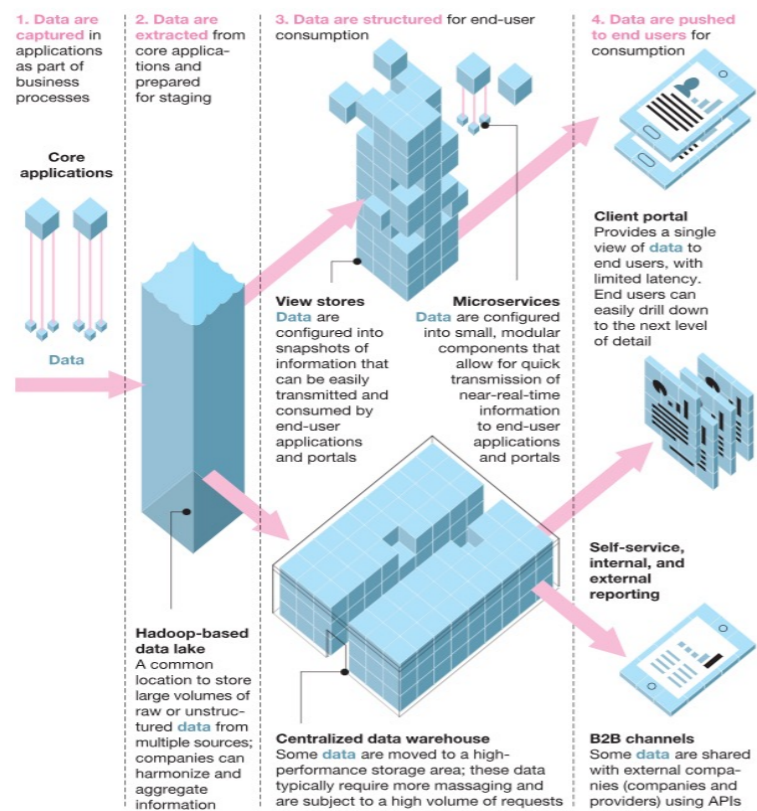 1. Data are
captured in
applications
as part of
business
processes
2. Data are
extracted from
core applica-
tions and
prepared
for staging
3. Data are structured for end-user
consumption
4. Data are pushed
to end users for
consumption
Core
applications
Data
View stores
Data are
configured into
snapshots of
information that
can be easily
transmitted and
consumed by
end-user
applications
and portals
Microservices
Data are configured
into small, modular
components that
allow for quick
transmission of
near-real-time
information
to end-user
applications
and portals
Client portal
Provides a single
view of data to
end users, with
limited latency.
End users can
easily drill down
to the next level
of detail
Hadoop-based
data lake
A common
location to store
large volumes of
raw or unstruc-
tured data from
multiple sources;
companies can
harmonize and
aggregate
information
Centralized data warehouse
Some data are moved to a high-
performance storage area; these data
typically require more massaging and
are subject to a high volume of requests
Self-service,
internal, and
external
reporting
B2B channels
Some data are shared
with external compa-
nies (companies and
providers) using APIs